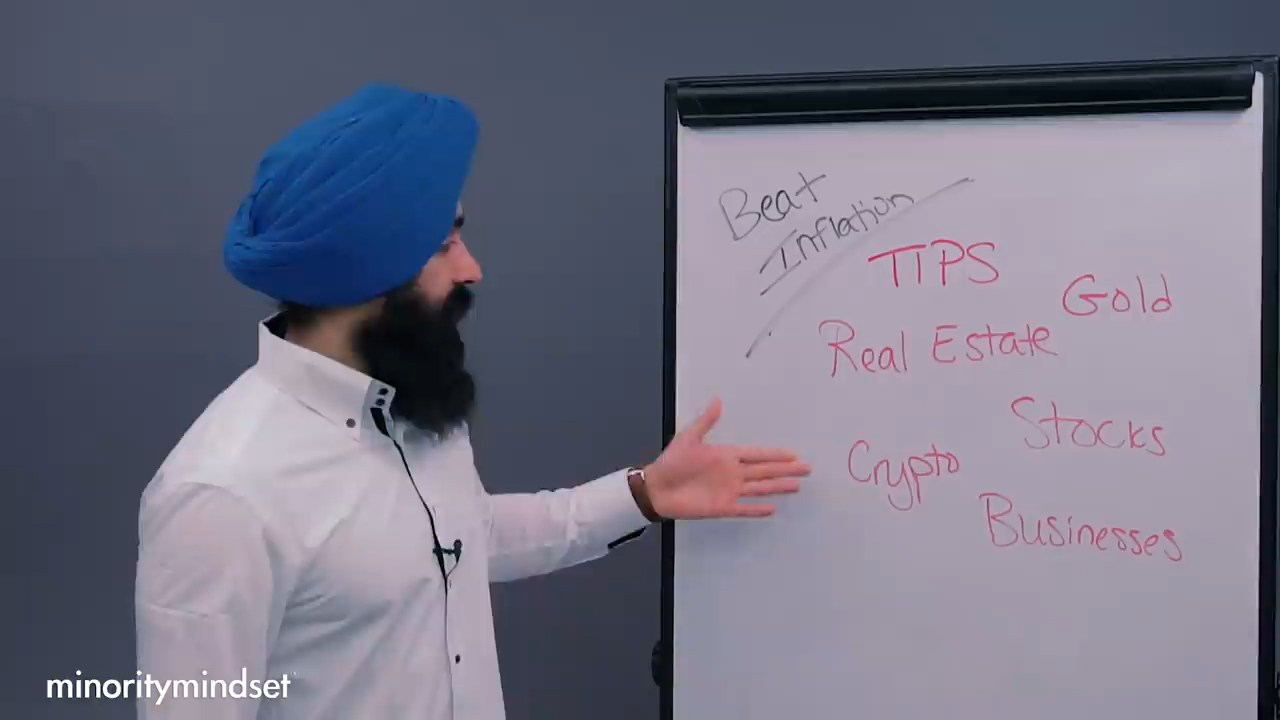 Beat
Inflation
TIPS
Gold
Real Estate
Stocks
Crypto
Businesses
minoritymindset